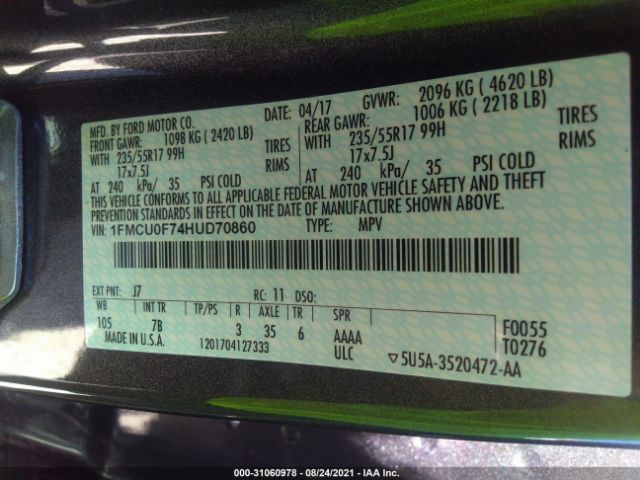 MFD. BY FORD MOTOR CO. DATE: 04/17 GVWR: 2096 KG ( 4620 LB)
FRONT GAWR: 1098 KG ( 2420 LB) REAR GAWR: 1006 KG ( 2218 LB)
WITH 235/55R17 99H TIRES WITH 235/55R17 99H TIRES
17x7.5J RIMS 17x7.5J RIMS
AT 240 kPa/ 35 PSI COLD AT 240 kPa/ 35 PSI COLD
THIS VEHICLE CONFORMS TO ALL APPLICABLE FEDERAL MOTOR VEHICLE SAFETY AND THEFT
PREVENTION STANDARDS IN EFFECT ON THE DATE OF MANUFACTURE SHOWN ABOVE.
VIN: 1FMCU0F74HUD70860 TYPE: MPV
EXT PNT: J7 RC: 11 DSO:
WB INT TR TP/PS R AXLE TR SPR
105 7B 3 35 6 AAAA F0055
MADE IN U.S.A. 1201704127333 ULC T0276
▽5U5A-3520472-AA
000-31060978 - 08/24/2021 - IAA Inc.